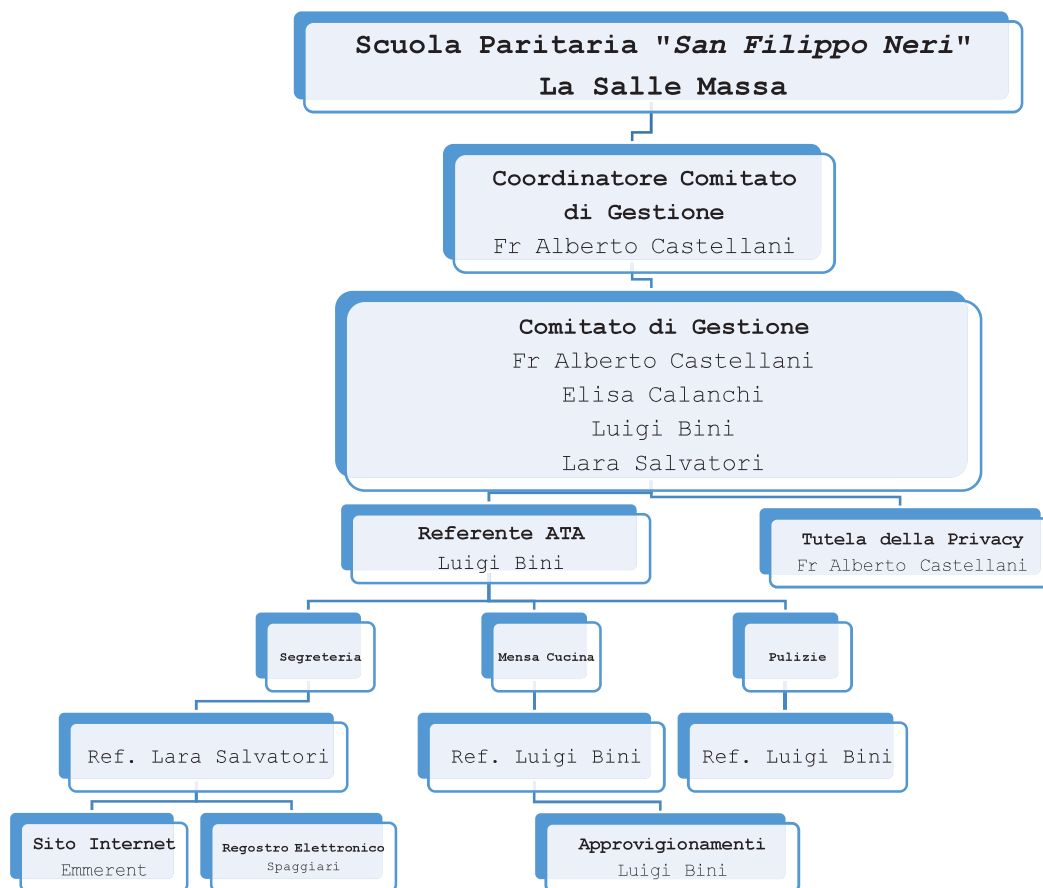 Scuola Paritaria "San Filippo Neri"
La Salle Massa
Coordinatore Comitato
di Gestione
Fr Alberto Castellani
Comitato di Gestione
Fr Alberto Castellani
Elisa Calanchi
Luigi Bini
Lara Salvatori
Referente ATA
Luigi Bini
Tutela della Privacy
Fr Alberto Castellani
Segreteria
Mensa Cucina
Pulizie
Ref. Lara Salvatori
Ref. Luigi Bini
Ref. Luigi Bini
Sito Internet
Emmerent
Regostro Elettronico
Spaggiari
Approvigionamenti
Luigi Bini